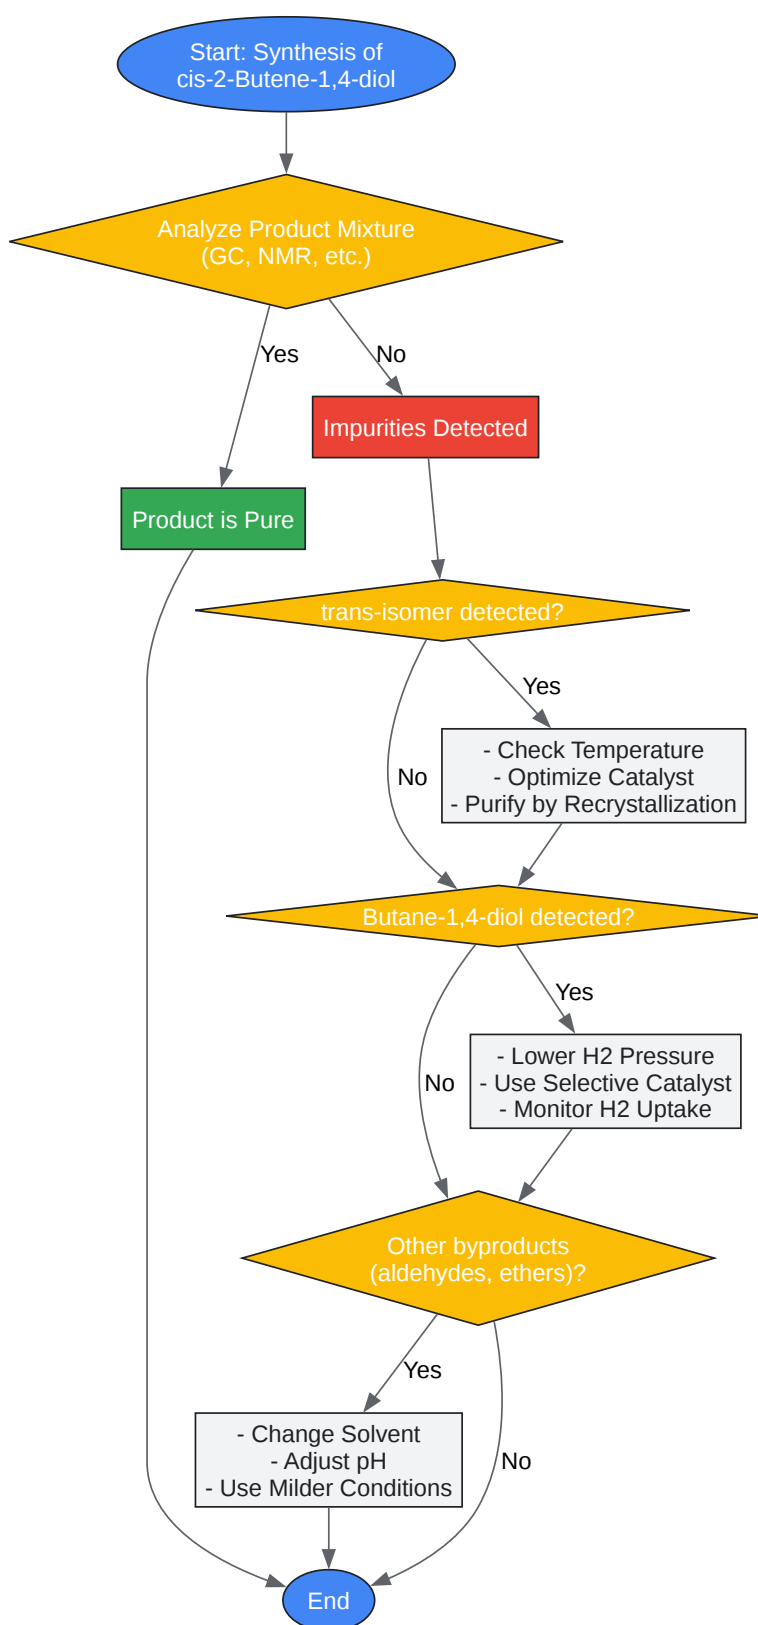 Start: Synthesis of
cis-2-Butene-1,4-diol
Analyze Product Mixture
(GC, NMR, etc.)
Yes
No
Impurities Detected
Product is Pure
trans-isomer detected?
Yes
- Check Temperature
- Optimize Catalyst
- Purify by Recrystallization
No
Butane-1,4-diol detected?
Yes
- Lower H2 Pressure
- Use Selective Catalyst
- Monitor H2 Uptake
No
Other byproducts
(aldehydes, ethers)?
Yes
- Change Solvent
- Adjust pH
- Use Milder Conditions
No
End